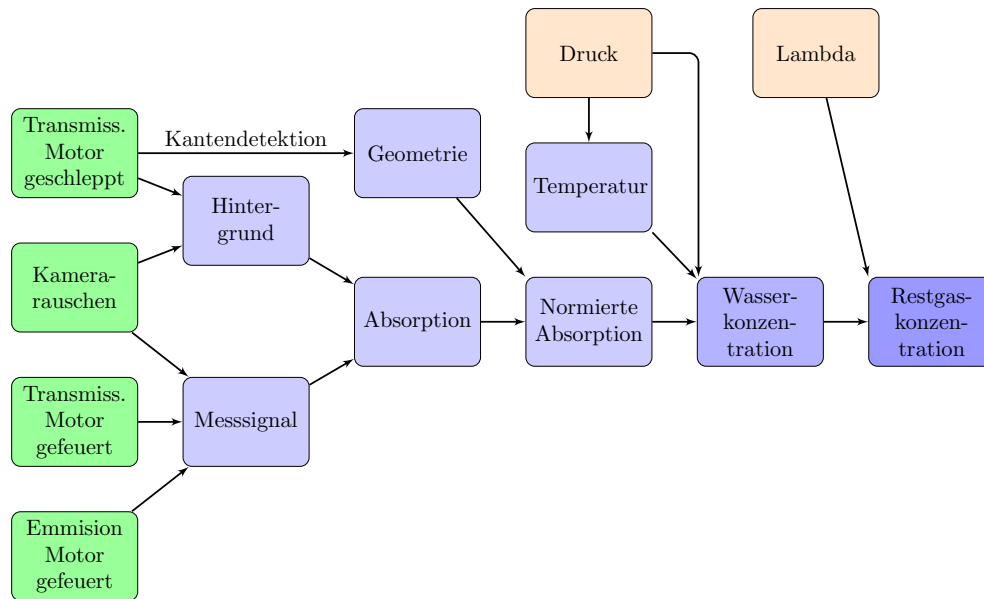 Druck
Lambda
Transmiss.
Motor
geschleppt
Kantendetektion
Geometrie
Temperatur
Hinter-
grund
Kamera-
rauschen
Absorption
Normierte
Absorption
Wasser-
konzen-
tration
Restgas-
konzen-
tration
Transmiss.
Motor
gefeuert
Messsignal
Emmision
Motor
gefeuert